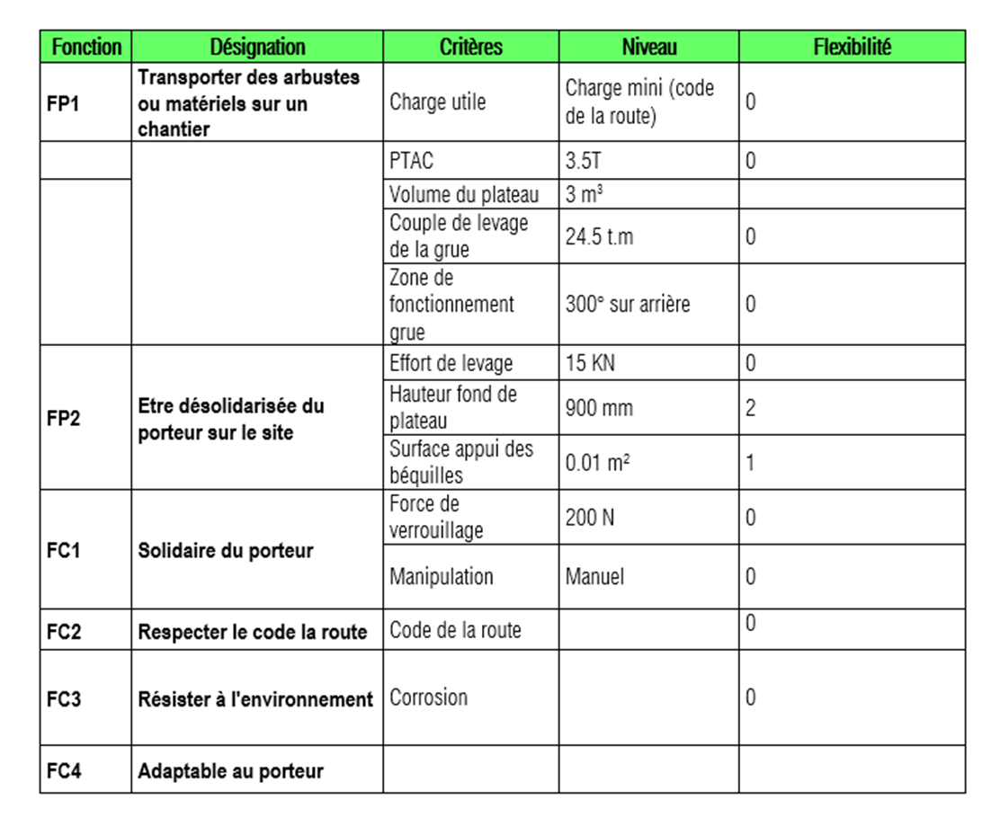 Fonction Désignation Critères Niveau Flexibilité
FP1
Transporter des arbustes
ou matériels sur un
chantier
Charge utile
Charge mini (code
de la route)
0
PTAC 3.5T 0
Volume du plateau 3 m³
Couple de levage
de la grue
24.5 t.m 0
Zone de
fonctionnement
grue
300° sur arrière 0
FP2
Etre désolidarisée du
porteur sur le site
Effort de levage 15 KN 0
Hauteur fond de
plateau
900 mm 2
Surface appui des
béquilles
0.01 m² 1
FC1 Solidaire du porteur
Force de
verrouillage
200 N 0
Manipulation Manuel 0
FC2 Respecter le code la route Code de la route 0
FC3 Résister à l'environnement Corrosion 0
FC4 Adaptable au porteur